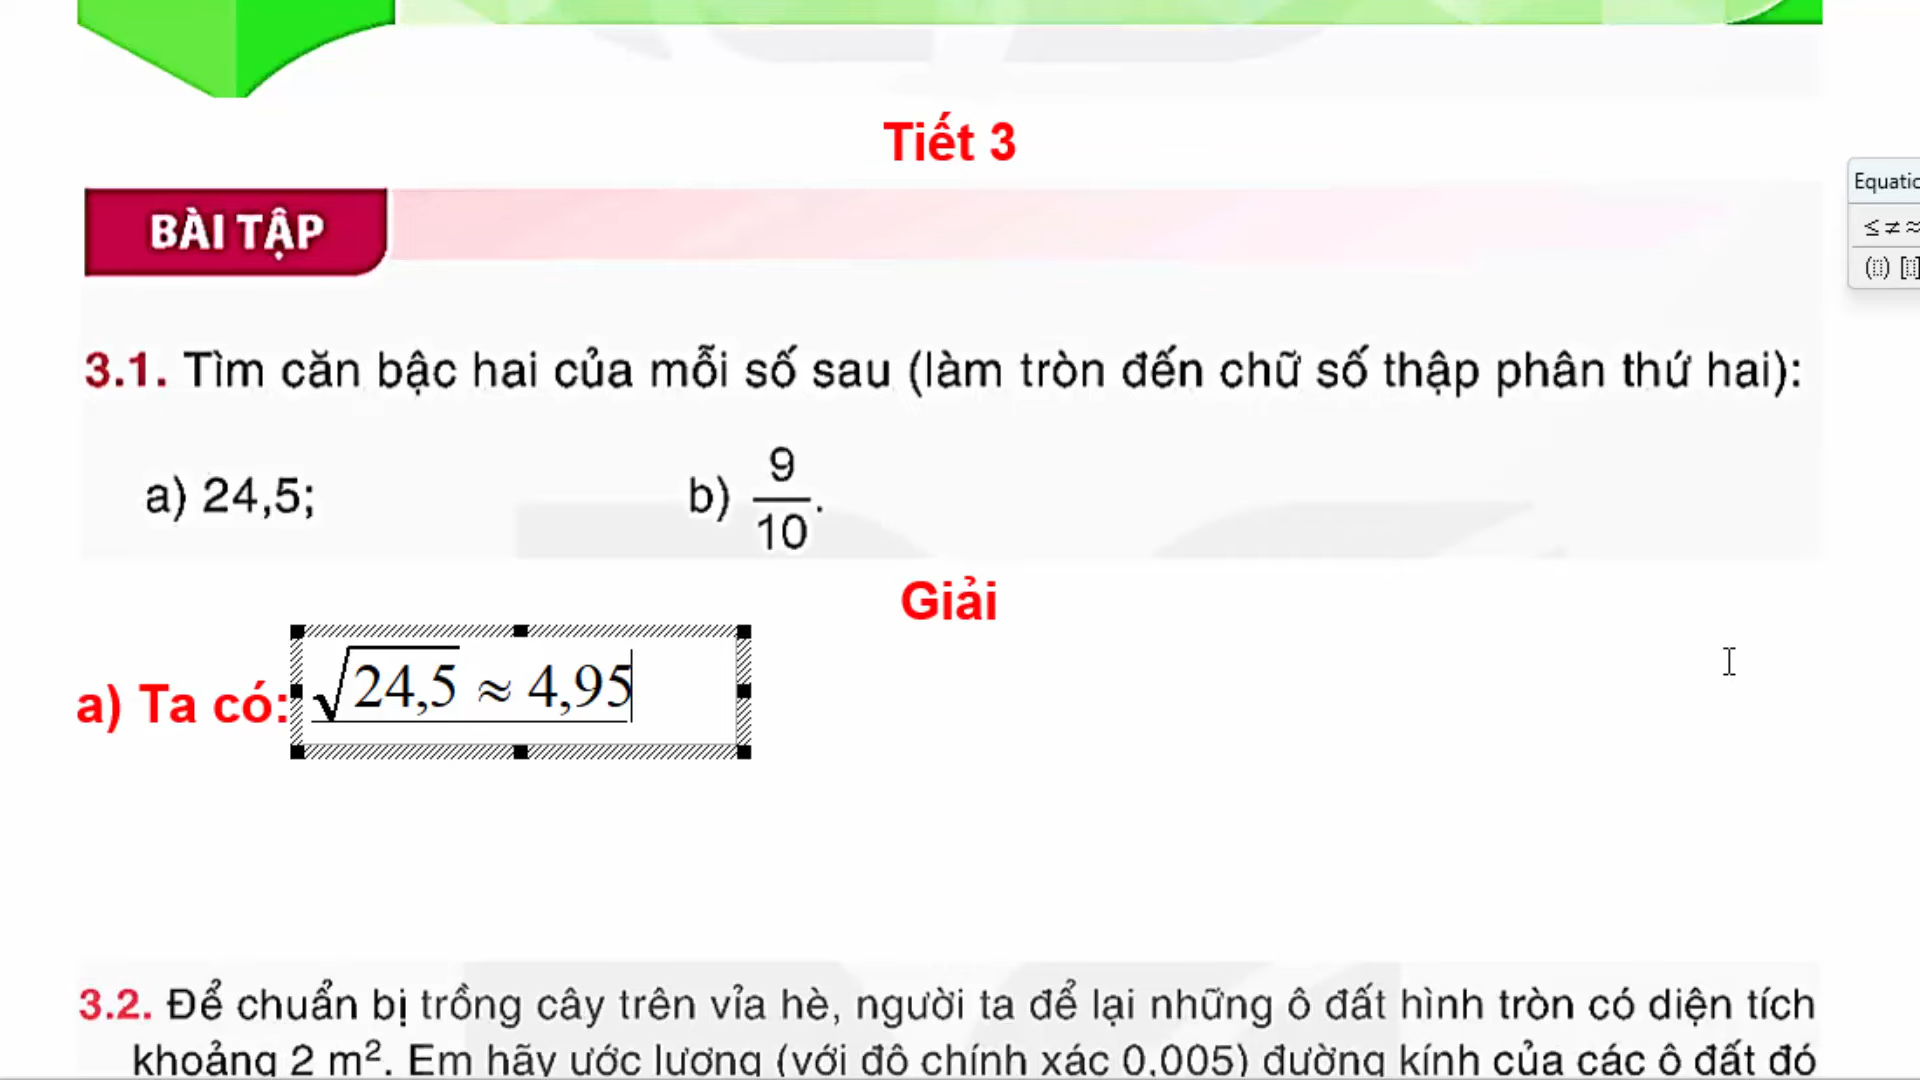 Tiết 3
Equatio
≤ ≠ ≈
BÀI TẬP
3.1. Tìm căn bậc hai của mỗi số sau (làm tròn đến chữ số thập phân thứ hai):
a) 24,5; b) 9/10.
Giải
a) Ta có: √24,5 ≈ 4,95
3.2. Để chuẩn bị trồng cây trên vỉa hè, người ta để lại những ô đất hình tròn có diện tích
khoảng 2 m². Em hãy ước lượng (với độ chính xác 0,005) đường kính của các ô đất đó